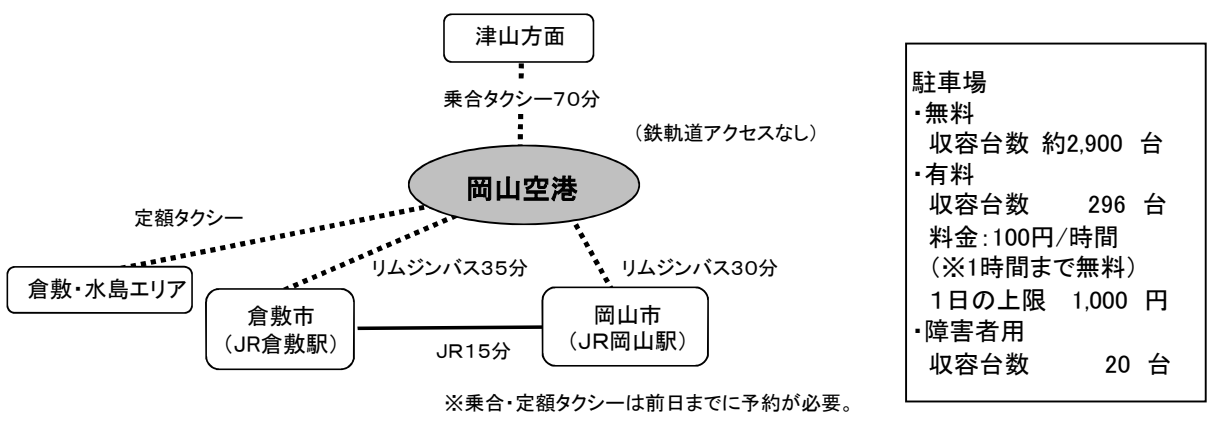 津山方面
乗合タクシー70分
(鉄軌道アクセスなし)
岡山空港
定額タクシー
リムジンバス35分
リムジンバス30分
倉敷・水島エリア
倉敷市
(JR倉敷駅)
岡山市
(JR岡山駅)
JR15分
※乗合・定額タクシーは前日までに予約が必要。
駐車場
・無料
収容台数 約2,900 台
・有料
収容台数 296 台
料金:100円/時間
(※1時間まで無料)
1日の上限 1,000 円
・障害者用
収容台数 20 台